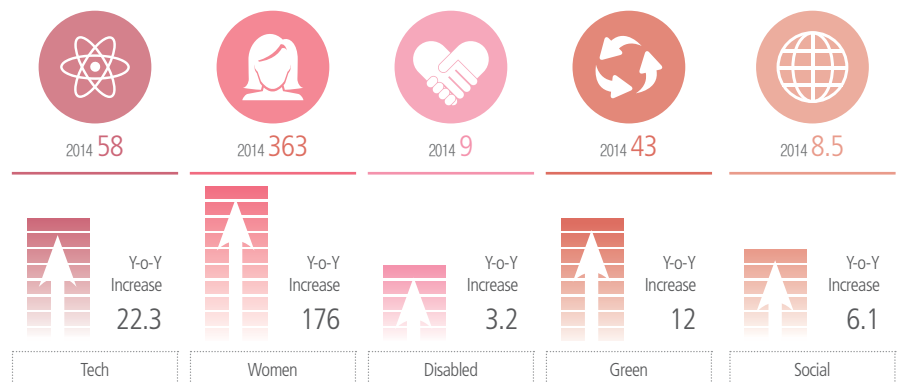 2014 58
2014 363
2014 9
2014 43
2014 8.5
Y-o-Y
Increase
22.3
Y-o-Y
Increase
176
Y-o-Y
Increase
3.2
Y-o-Y
Increase
12
Y-o-Y
Increase
6.1
Tech
Women
Disabled
Green
Social